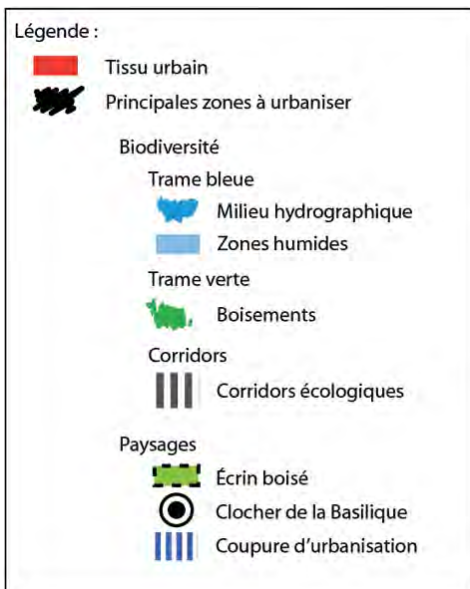 Légende :
Tissu urbain
Principales zones à urbaniser
Biodiversité
Trame bleue
Milieu hydrographique
Zones humides
Trame verte
Boisements
Corridors
Corridors écologiques
Paysages
Écrin boisé
Clocher de la Basilique
Coupure d'urbanisation